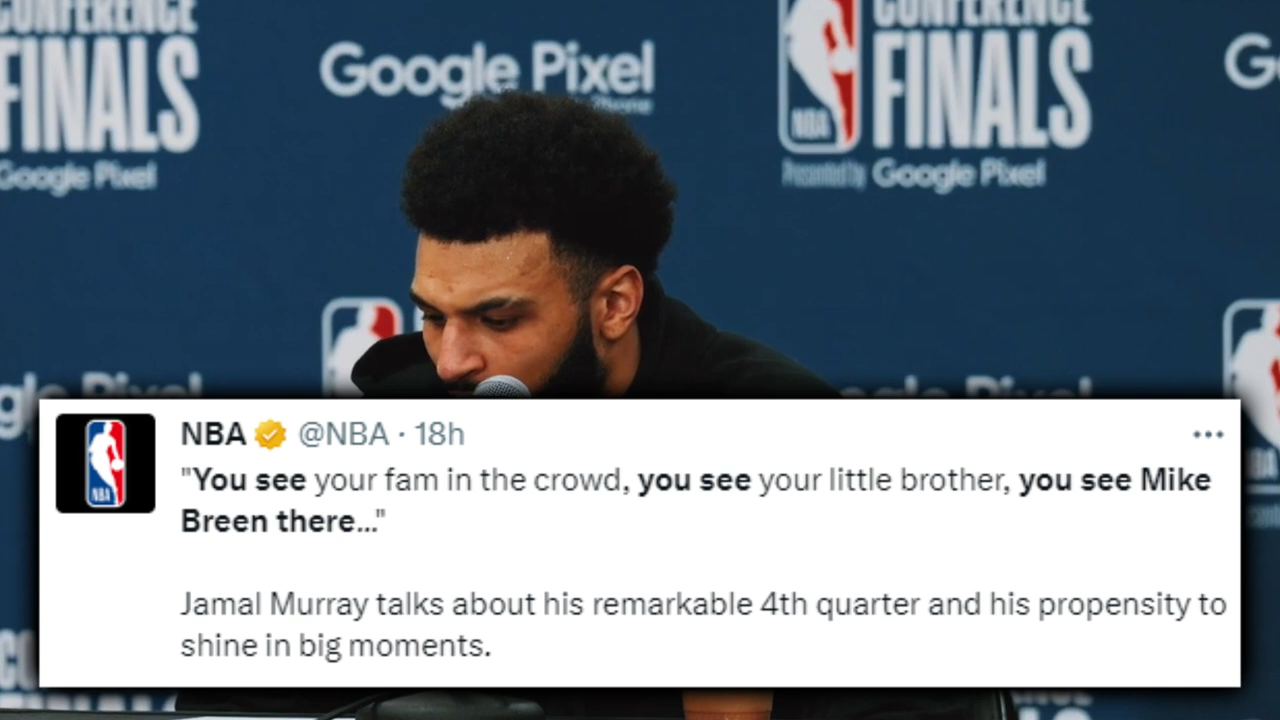 CONFERENCE
FINALS
Google Pixel
Google Pixel
NBA
CONFERENCE
FINALS
Presented by Google Pixel
G
Google Pixel
NBA
NBA @NBA · 18h
"You see your fam in the crowd, you see your little brother, you see Mike
Breen there..."
Jamal Murray talks about his remarkable 4th quarter and his propensity to
shine in big moments.